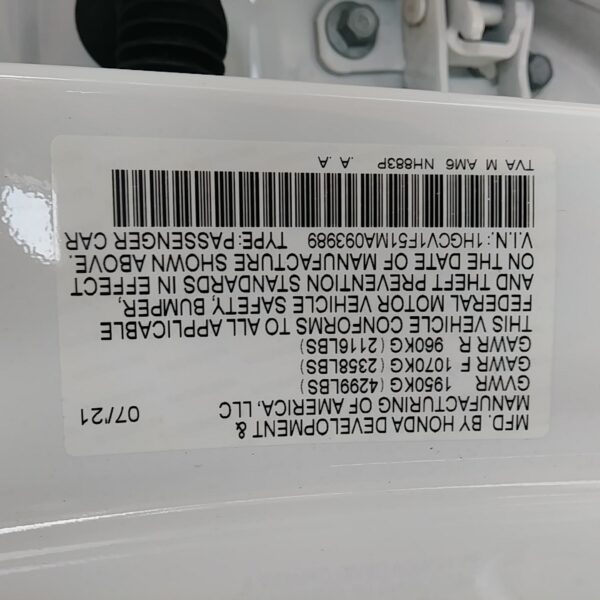 MFD. BY HONDA DEVELOPMENT &
MANUFACTURING OF AMERICA, LLC
07/'21
GVWR 1950KG (4299LBS)
GAWR F 1070KG (2358LBS)
GAWR R 960KG (2116LBS)
THIS VEHICLE CONFORMS TO ALL APPLICABLE
FEDERAL MOTOR VEHICLE SAFETY, BUMPER,
AND THEFT PREVENTION STANDARDS IN EFFECT
ON THE DATE OF MANUFACTURE SHOWN ABOVE.
V.I.N.:1HGCV1F51MA093989 TYPE:PASSENGER CAR
TVA M AM6 NH883P .A .A